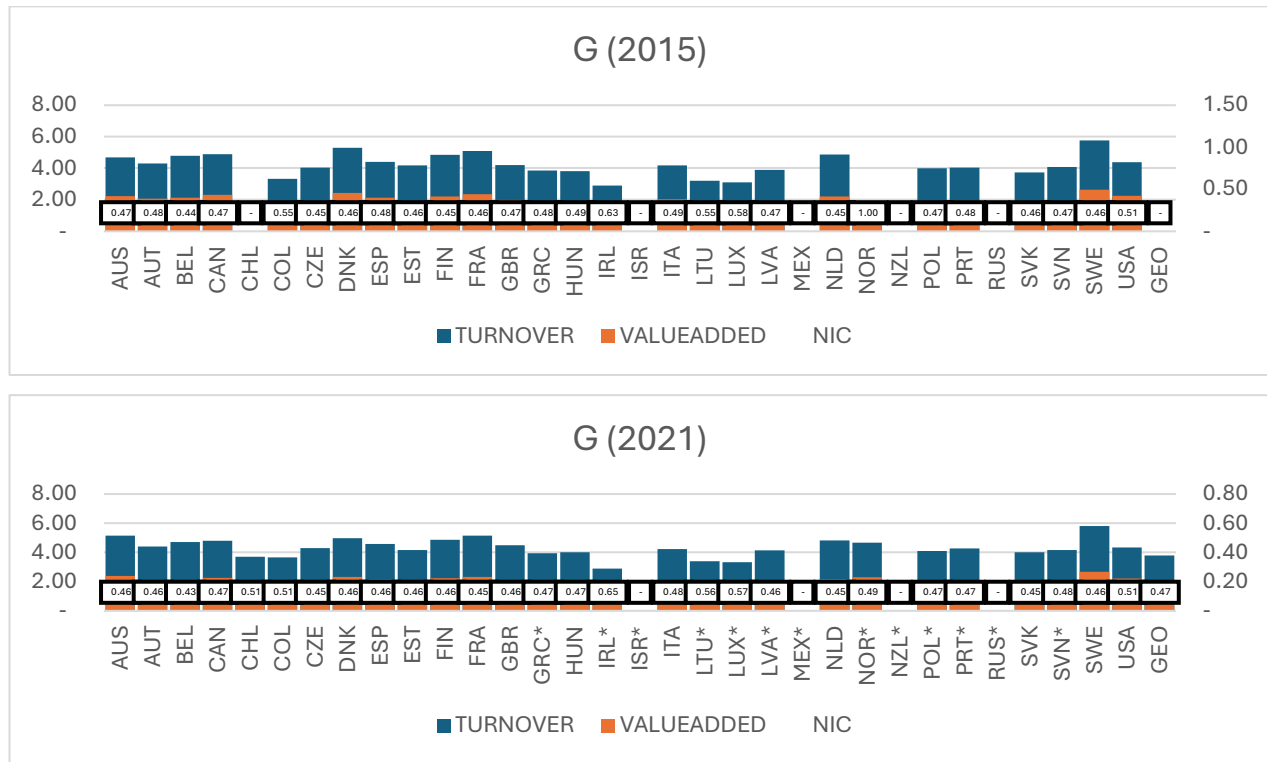 G (2015)
8.00 1.50
6.00 1.00
4.00
2.00 0.50
0.47 0.48 0.44 0.47 - 0.55 0.45 0.46 0.48 0.46 0.45 0.46 0.47 0.48 0.49 0.63 - 0.49 0.55 0.58 0.47 - 0.45 1.00 - 0.47 0.48 - 0.46 0.47 0.46 0.51 -
- -
AUS AUT BEL CAN CHL COL CZE DNK ESP EST FIN FRA GBR GRC HUN IRL ISR ITA LTU LUX LVA MEX NLD NOR NZL POL PRT RUS SVK SVN SWE USA GEO
TURNOVER VALUEADDED NIC
G (2021)
8.00 0.80
6.00 0.60
4.00 0.40
2.00 0.20
0.46 0.46 0.43 0.47 0.51 0.51 0.45 0.46 0.46 0.46 0.46 0.45 0.46 0.47 0.47 0.65 - 0.48 0.56 0.57 0.46 - 0.45 0.49 - 0.47 0.47 - 0.45 0.48 0.46 0.51 0.47
- -
AUS AUT BEL CAN CHL COL CZE DNK ESP EST FIN FRA GBR GRC* HUN IRL* ISR* ITA LTU* LUX* LVA* MEX* NLD NOR* NZL* POL* PRT* RUS* SVK SVN* SWE USA GEO
TURNOVER VALUEADDED NIC